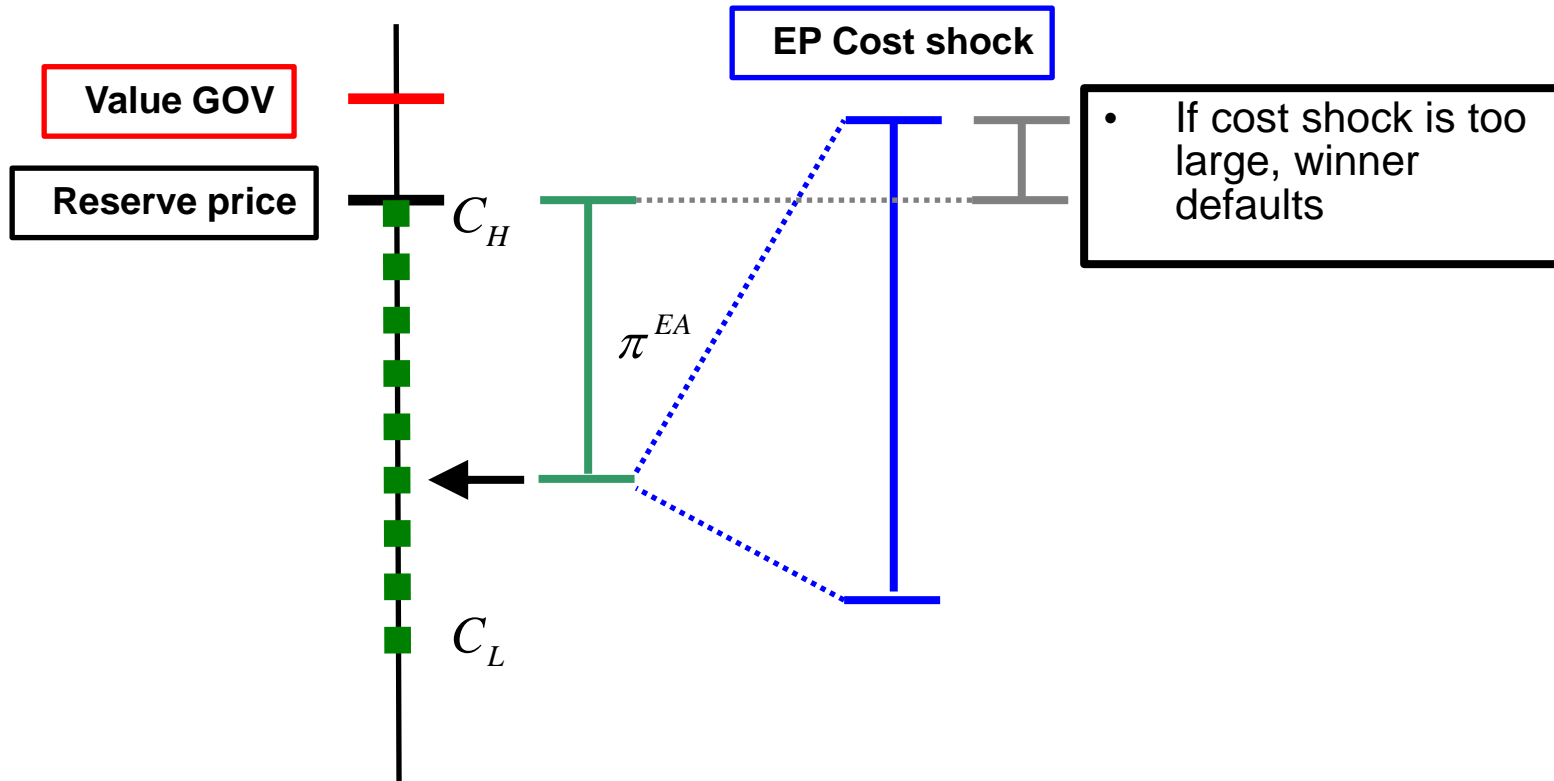 EP Cost shock
Value GOV
Reserve price
C_H
π^{EA}
C_L
• If cost shock is too
large, winner
defaults